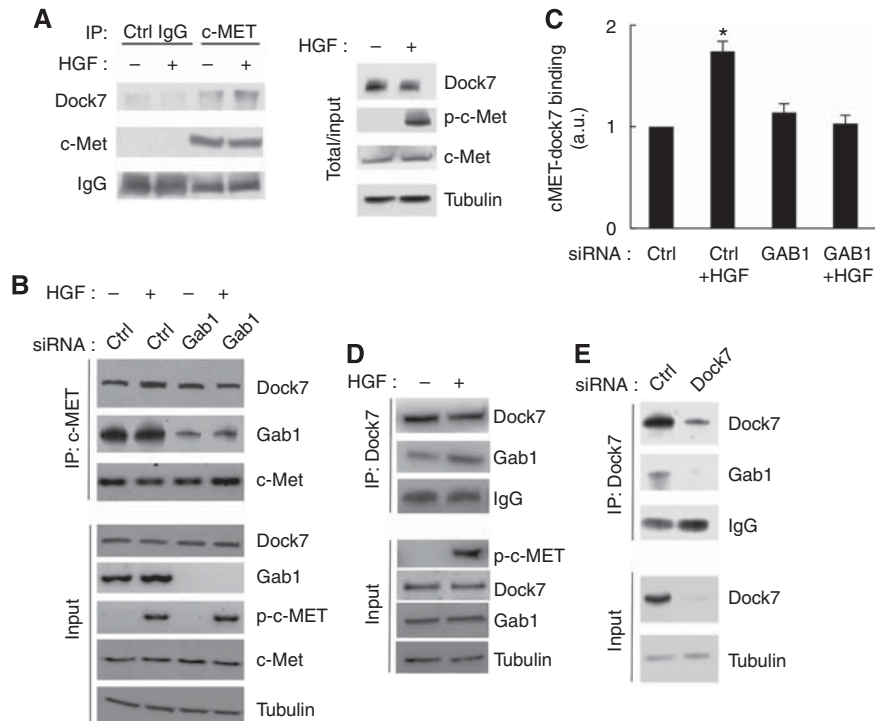 A
IP: Ctrl IgG c-MET
HGF : – + – +
Dock7
c-Met
IgG
HGF : – +
Total/input
Dock7
p-c-Met
c-Met
Tubulin
C
cMET-dock7 binding
(a.u.)
2
1
0
*
siRNA : Ctrl Ctrl +HGF GAB1 GAB1 +HGF
B
HGF : – + – +
siRNA : Ctrl Ctrl Gab1 Gab1
IP: c-MET
Dock7
Gab1
c-Met
Input
Dock7
Gab1
p-c-MET
c-Met
Tubulin
D
HGF : – +
IP: Dock7
Dock7
Gab1
IgG
Input
p-c-MET
Dock7
Gab1
Tubulin
E
siRNA : Ctrl Dock7
IP: Dock7
Dock7
Gab1
IgG
Input
Dock7
Tubulin